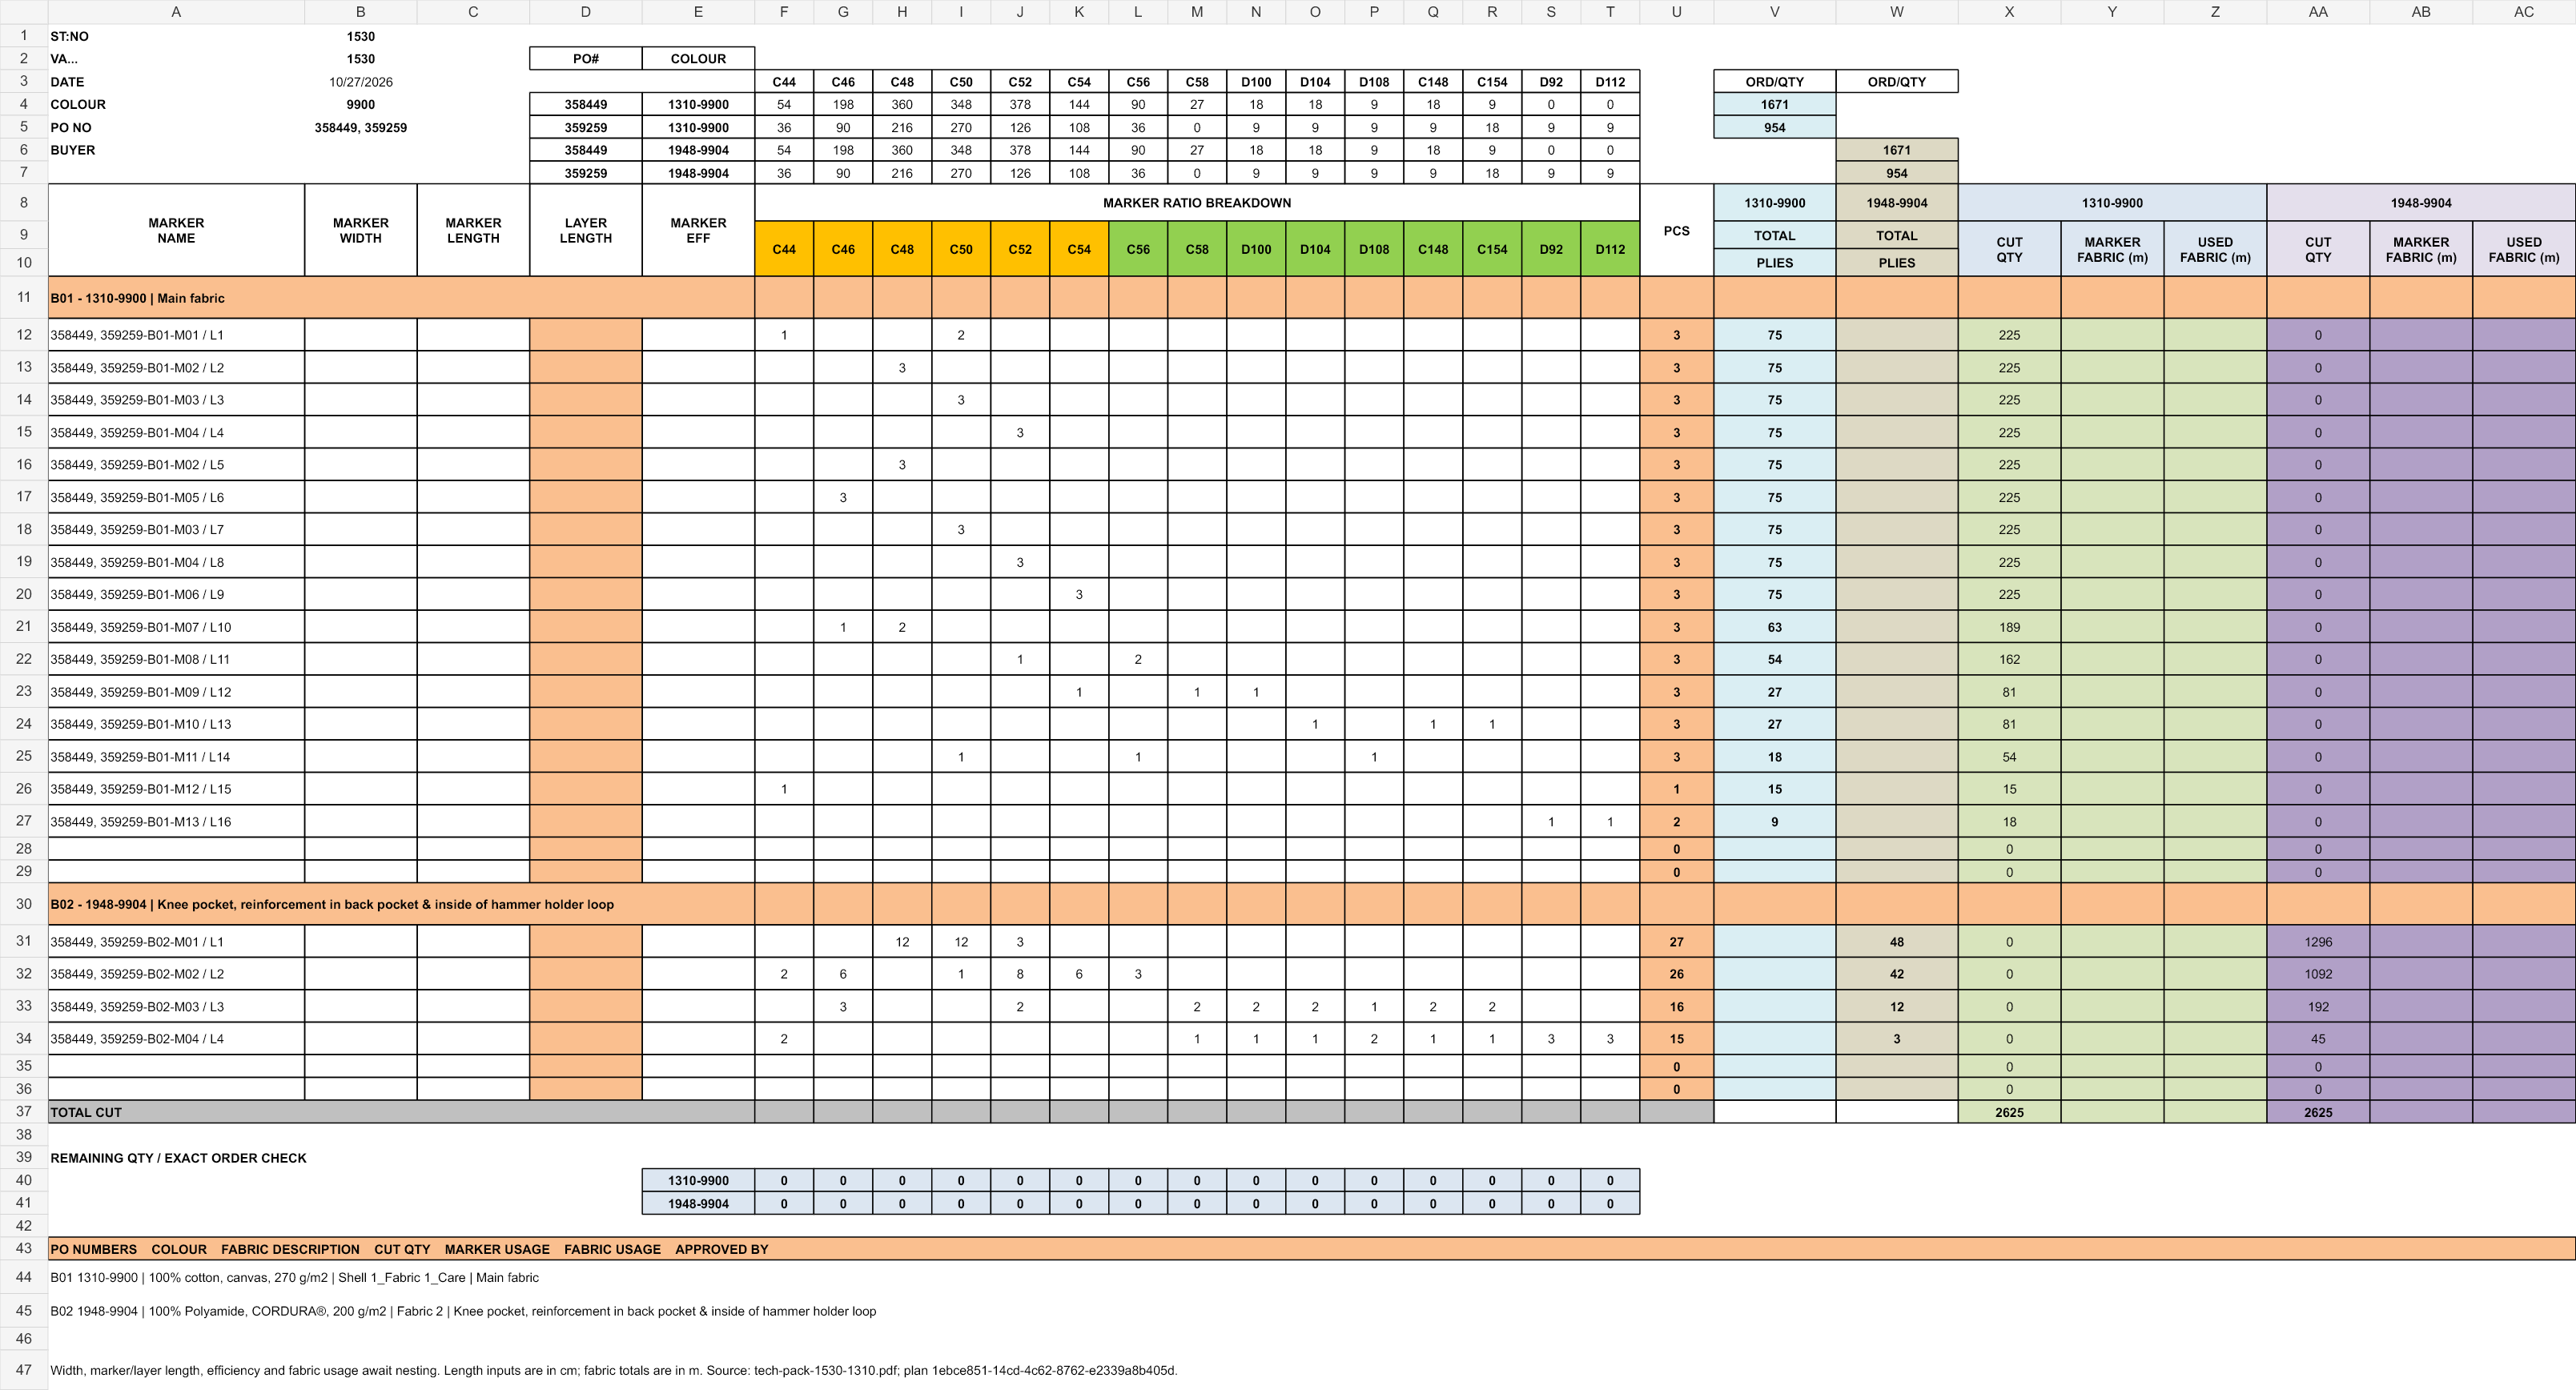 A B C D E F G H I J K L M N O P Q R S T U V W X Y Z AA AB AC
1 ST:NO 1530
2 VA... 1530 PO# COLOUR
3 DATE 10/27/2026 C44 C46 C48 C50 C52 C54 C56 C58 D100 D104 D108 C148 C154 D92 D112 ORD/QTY ORD/QTY
4 COLOUR 9900 358449 1310-9900 54 198 360 348 378 144 90 27 18 18 9 18 9 0 0 1671
5 PO NO 358449, 359259 359259 1310-9900 36 90 216 270 126 108 36 0 9 9 9 9 18 9 9 954
6 BUYER 358449 1948-9904 54 198 360 348 378 144 90 27 18 18 9 18 9 0 0 1671
7 359259 1948-9904 36 90 216 270 126 108 36 0 9 9 9 9 18 9 9 954
8 MARKER RATIO BREAKDOWN 1310-9900 1948-9904 1310-9900 1948-9904
MARKER MARKER MARKER LAYER MARKER PCS
NAME WIDTH LENGTH LENGTH EFF
9 C44 C46 C48 C50 C52 C54 C56 C58 D100 D104 D108 C148 C154 D92 D112 TOTAL TOTAL CUT MARKER USED CUT MARKER USED
10 PLIES PLIES QTY FABRIC (m) FABRIC (m) QTY FABRIC (m) FABRIC (m)
11 B01 - 1310-9900 | Main fabric
12 358449, 359259-B01-M01 / L1 1 2 3 75 225 0
13 358449, 359259-B01-M02 / L2 3 3 75 225 0
14 358449, 359259-B01-M03 / L3 3 3 75 225 0
15 358449, 359259-B01-M04 / L4 3 3 75 225 0
16 358449, 359259-B01-M02 / L5 3 3 75 225 0
17 358449, 359259-B01-M05 / L6 3 3 75 225 0
18 358449, 359259-B01-M03 / L7 3 3 75 225 0
19 358449, 359259-B01-M04 / L8 3 3 75 225 0
20 358449, 359259-B01-M06 / L9 3 3 75 225 0
21 358449, 359259-B01-M07 / L10 1 2 3 63 189 0
22 358449, 359259-B01-M08 / L11 1 2 3 54 162 0
23 358449, 359259-B01-M09 / L12 1 1 1 3 27 81 0
24 358449, 359259-B01-M10 / L13 1 1 1 3 27 81 0
25 358449, 359259-B01-M11 / L14 1 1 1 3 18 54 0
26 358449, 359259-B01-M12 / L15 1 1 15 15 0
27 358449, 359259-B01-M13 / L16 1 1 2 9 18 0
28 0 0 0
29 0 0 0
30 B02 - 1948-9904 | Knee pocket, reinforcement in back pocket & inside of hammer holder loop
31 358449, 359259-B02-M01 / L1 12 12 3 27 48 0 1296
32 358449, 359259-B02-M02 / L2 2 6 1 8 6 3 26 42 0 1092
33 358449, 359259-B02-M03 / L3 3 2 2 2 2 1 2 2 16 12 0 192
34 358449, 359259-B02-M04 / L4 2 1 1 1 2 1 1 3 3 15 3 0 45
35 0 0 0
36 0 0 0
37 TOTAL CUT 2625 2625
38
39 REMAINING QTY / EXACT ORDER CHECK
40 1310-9900 0 0 0 0 0 0 0 0 0 0 0 0 0 0 0
41 1948-9904 0 0 0 0 0 0 0 0 0 0 0 0 0 0 0
42
43 PO NUMBERS COLOUR FABRIC DESCRIPTION CUT QTY MARKER USAGE FABRIC USAGE APPROVED BY
44 B01 1310-9900 | 100% cotton, canvas, 270 g/m2 | Shell 1_Fabric 1_Care | Main fabric
45 B02 1948-9904 | 100% Polyamide, CORDURA®, 200 g/m2 | Fabric 2 | Knee pocket, reinforcement in back pocket & inside of hammer holder loop
46
47 Width, marker/layer length, efficiency and fabric usage await nesting. Length inputs are in cm; fabric totals are in m. Source: tech-pack-1530-1310.pdf; plan 1ebce851-14cd-4c62-8762-e2339a8b405d.